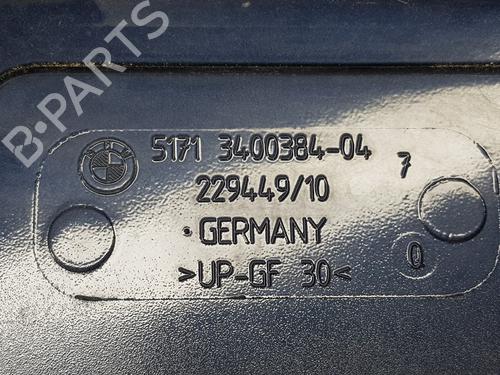 B-PARTS
5171 3400384-04 7
229449/10
GERMANY
>UP-GF 30< 0